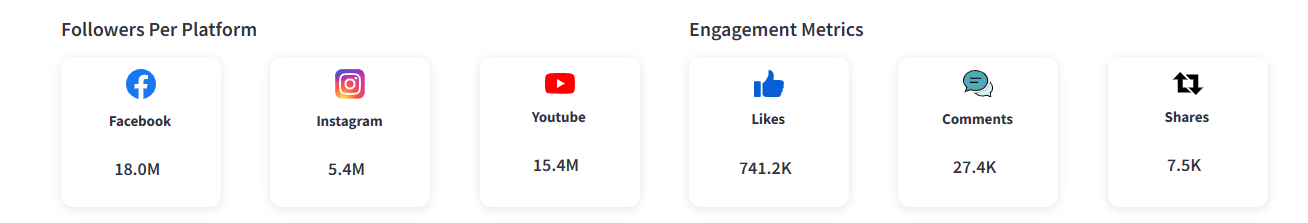 Followers Per Platform
Engagement Metrics
Facebook
18.0M
Instagram
5.4M
Youtube
15.4M
Likes
741.2K
Comments
27.4K
Shares
7.5K